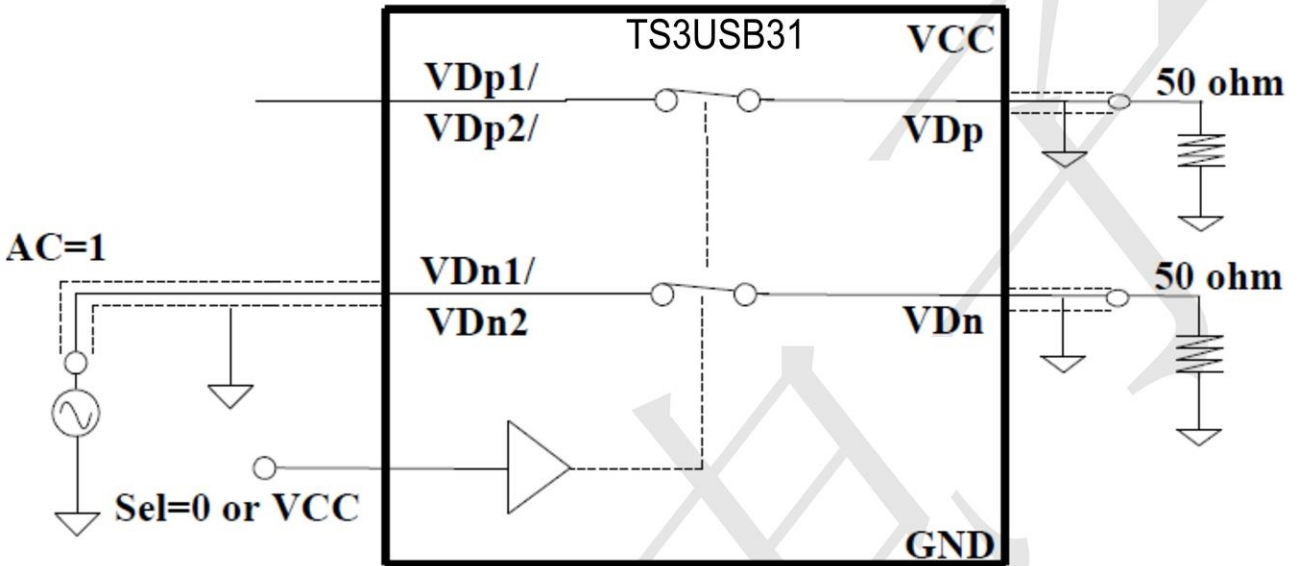 TS3USB31
VCC
VDp1/
VDp2/
VDp
50 ohm
AC=1
VDn1/
VDn2
VDn
50 ohm
Sel=0 or VCC
GND